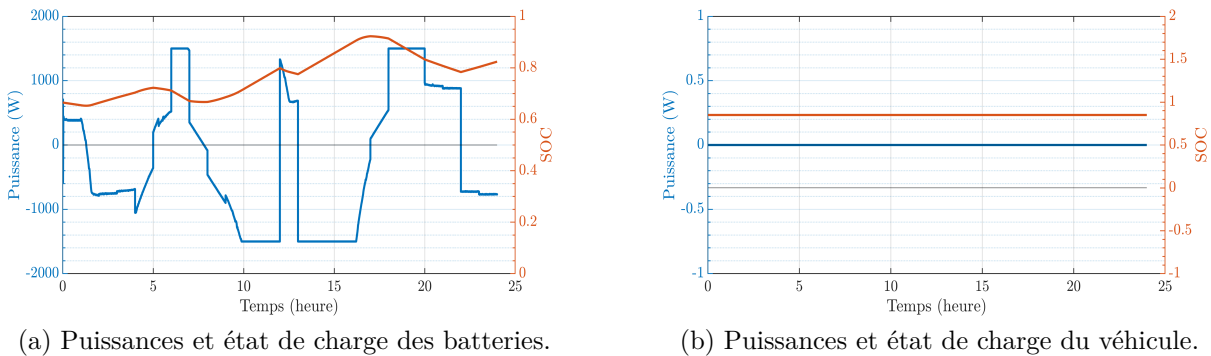 2000
1000
0
-1000
-2000
Puissance (W)
1
0.8
0.6
0.4
0.2
0
SOC
0 5 10 15 20 25
Temps (heure)
(a) Puissances et état de charge des batteries.
1
0.5
0
-0.5
-1
Puissance (W)
2
1.5
1
0.5
0
-0.5
-1
SOC
0 5 10 15 20 25
Temps (heure)
(b) Puissances et état de charge du véhicule.